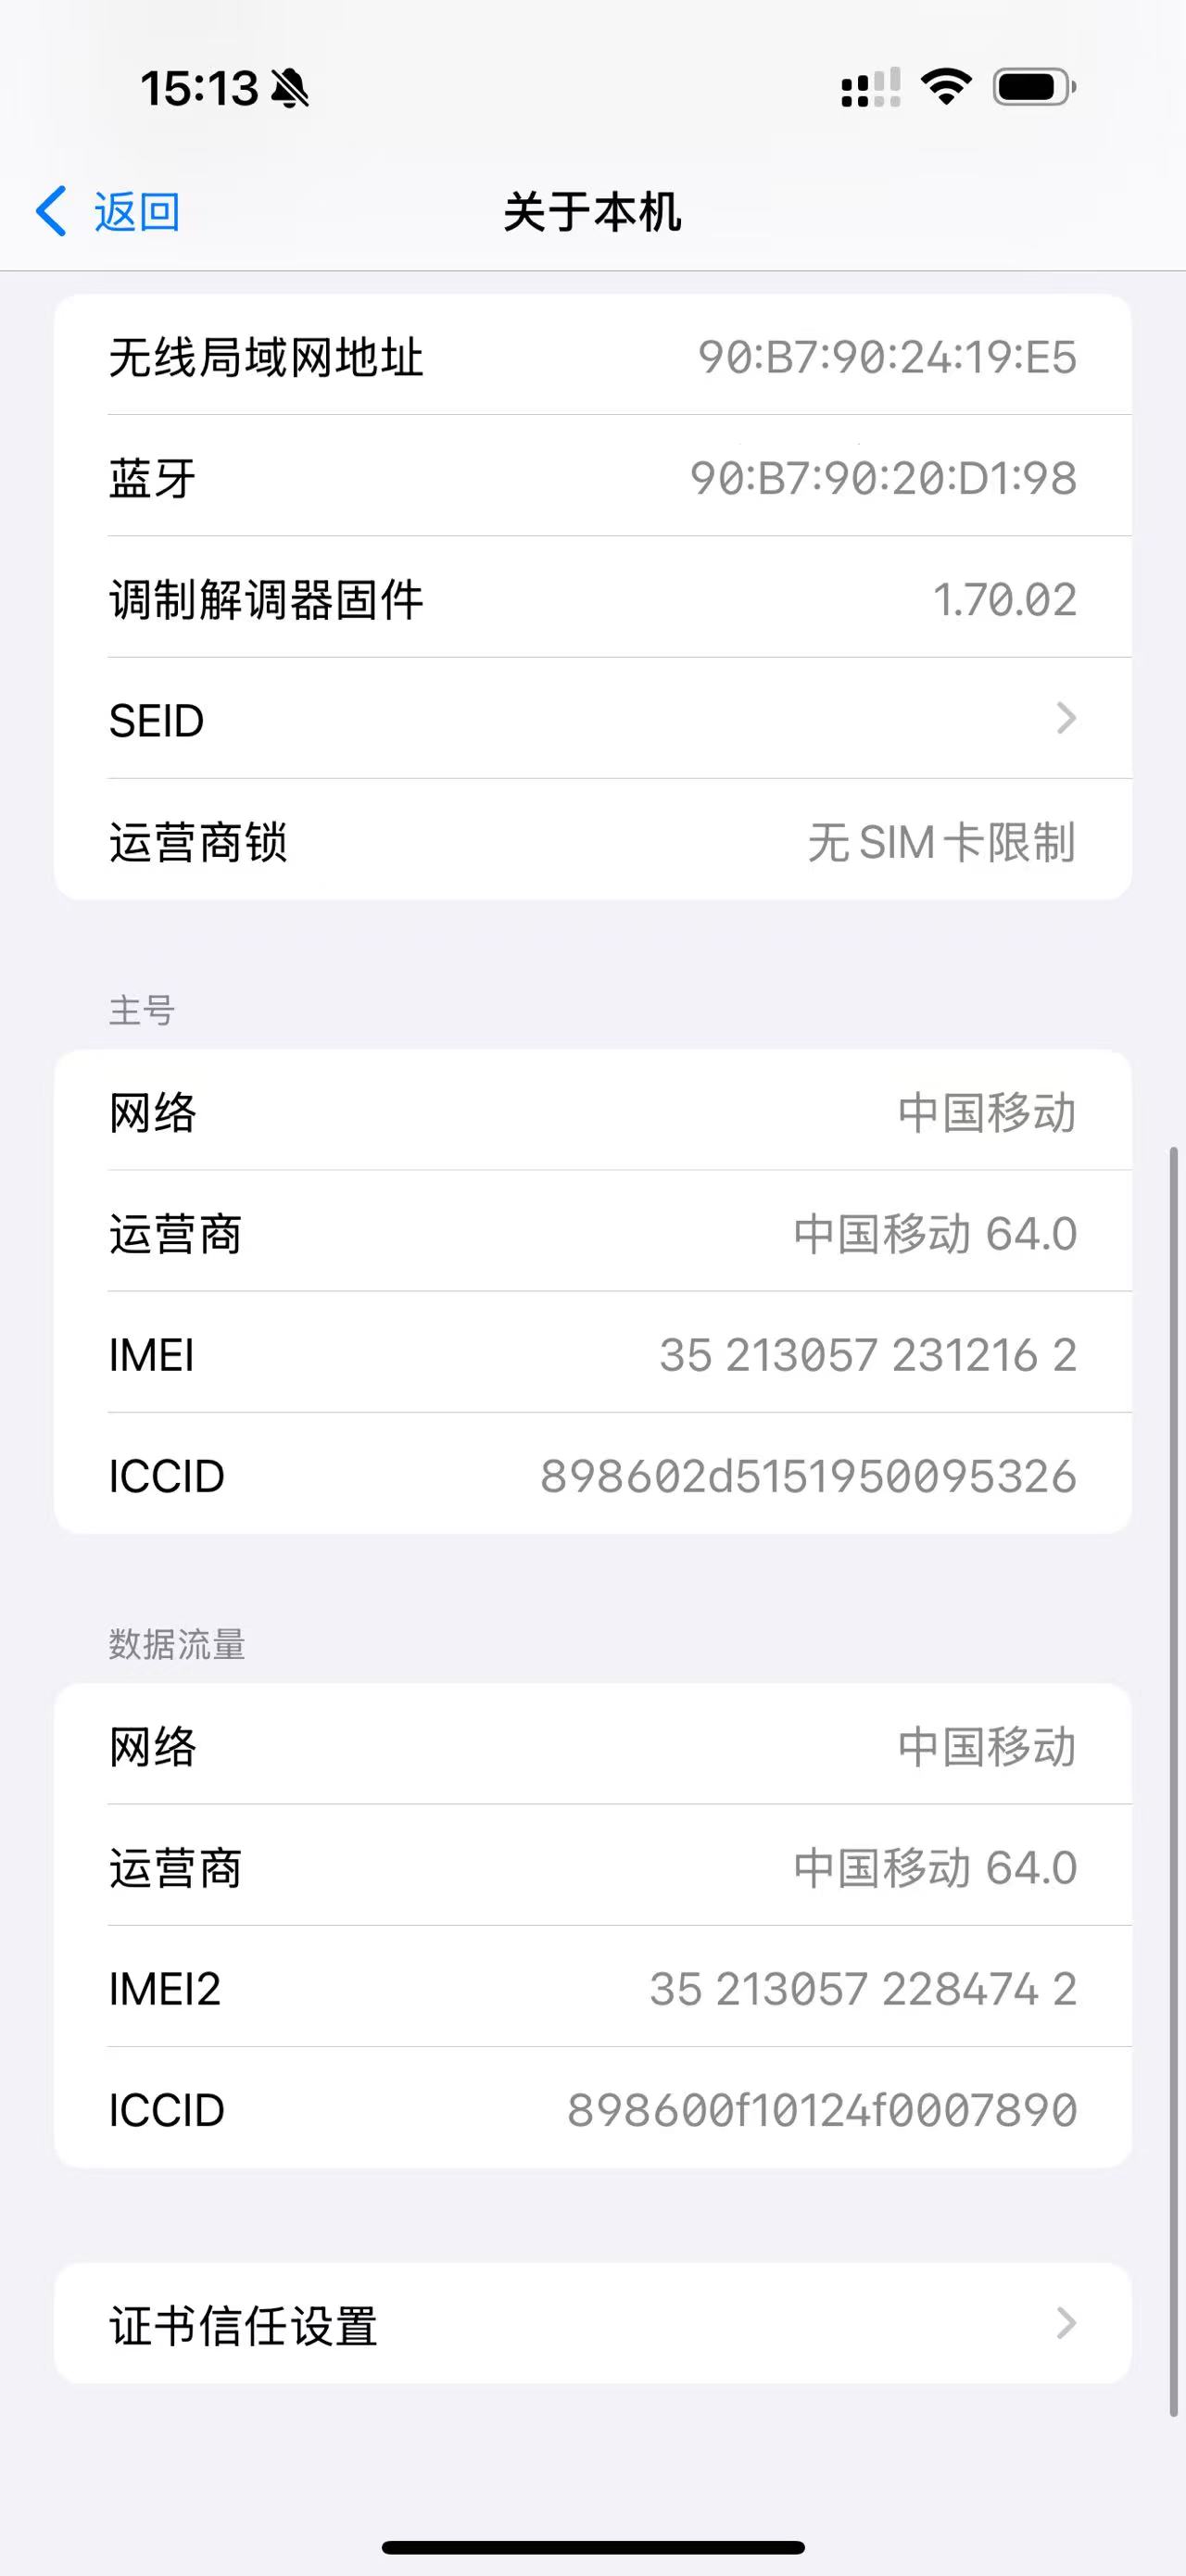 15:13
返回
关于本机
无线局域网地址 90:B7:90:24:19:E5
蓝牙 90:B7:90:20:D1:98
调制解调器固件 1.70.02
SEID
运营商锁 无 SIM 卡限制
主号
网络 中国移动
运营商 中国移动 64.0
IMEI 35 213057 231216 2
ICCID 898602d5151950095326
数据流量
网络 中国移动
运营商 中国移动 64.0
IMEI2 35 213057 228474 2
ICCID 898600f10124f0007890
证书信任设置